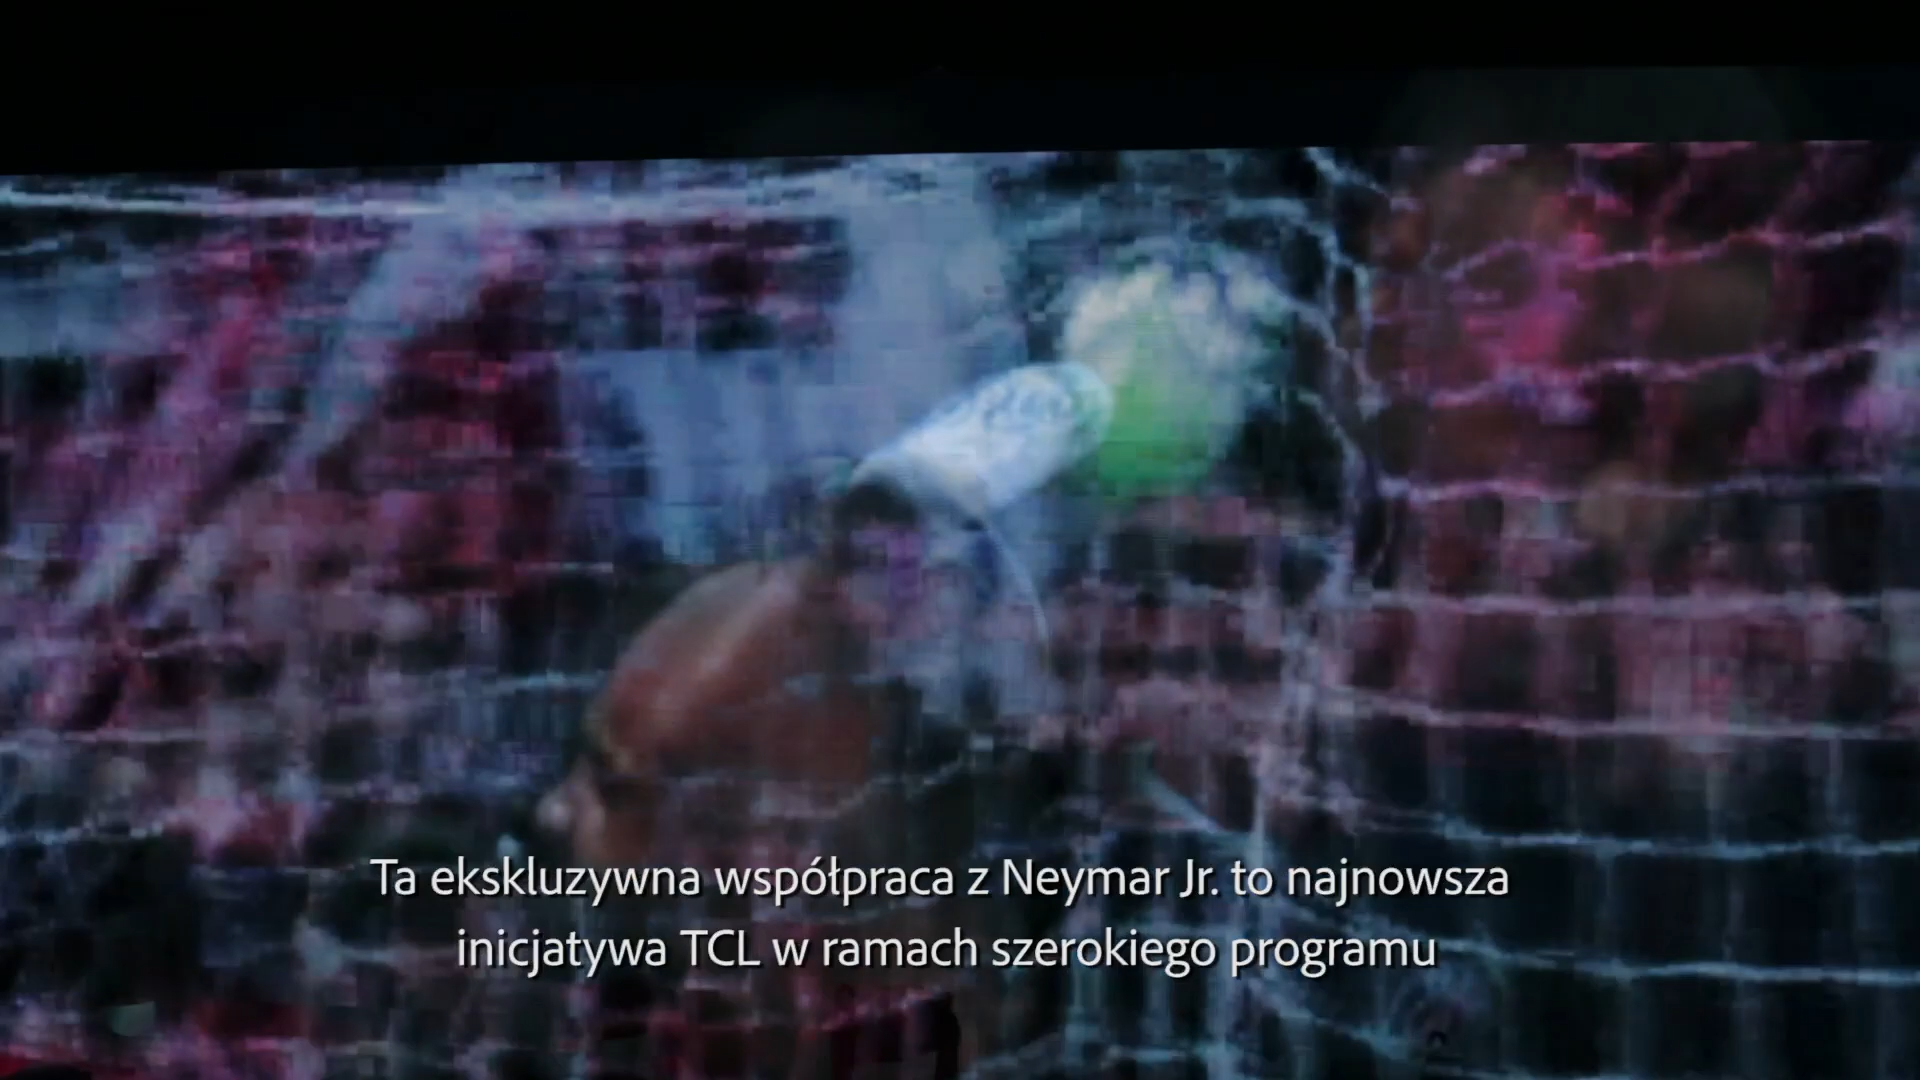 Ta ekskluzywna współpraca z Neymar Jr. to najnowsza
inicjatywa TCL w ramach szerokiego programu